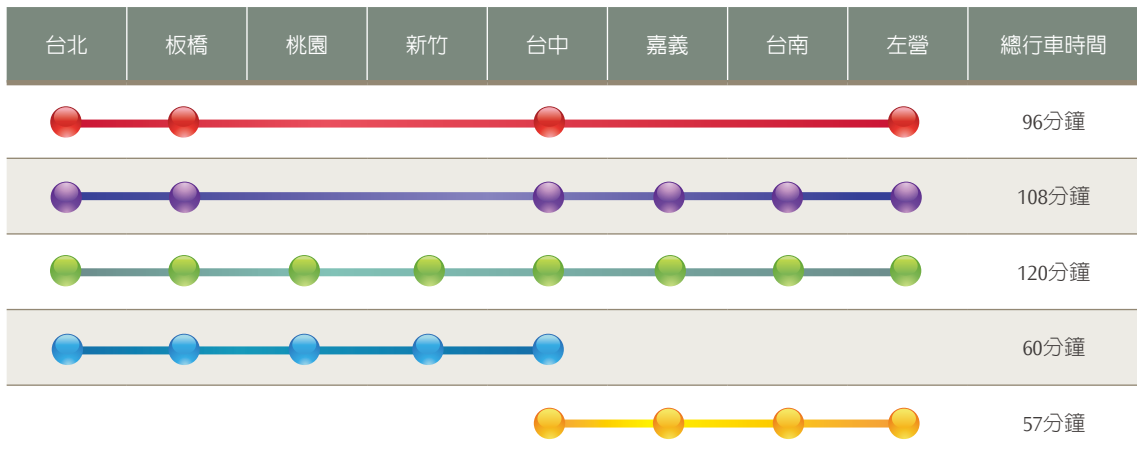 台北 板橋 桃園 新竹 台中 嘉義 台南 左營 總行車時間
96分鐘
108分鐘
120分鐘
60分鐘
57分鐘